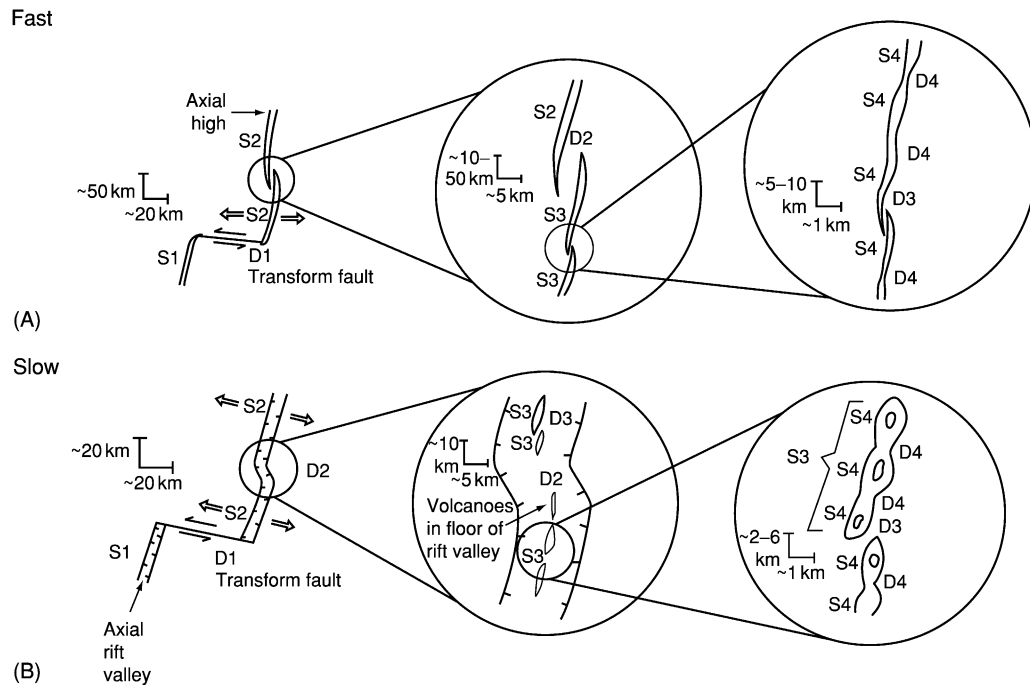 Fast
Axial
high
S2
~50 km
~20 km
S2
S1
D1
Transform fault
S2
D2
~10–
50 km
~5 km
S3
S3
S4
D4
S4
D4
S4
~5–10
km
~1 km
D3
S4
D4
(A)
Slow
S2
~20 km
~20 km
D2
S2
S1
D1
Transform fault
Axial
rift
valley
S3
D3
S3
~10
km
~5 km
D2
Volcanoes
in floor of
rift valley
S3
S4
S3
D4
S4
S4
D4
D3
~2–6
km
~1 km
S4
D4
S4
(B)